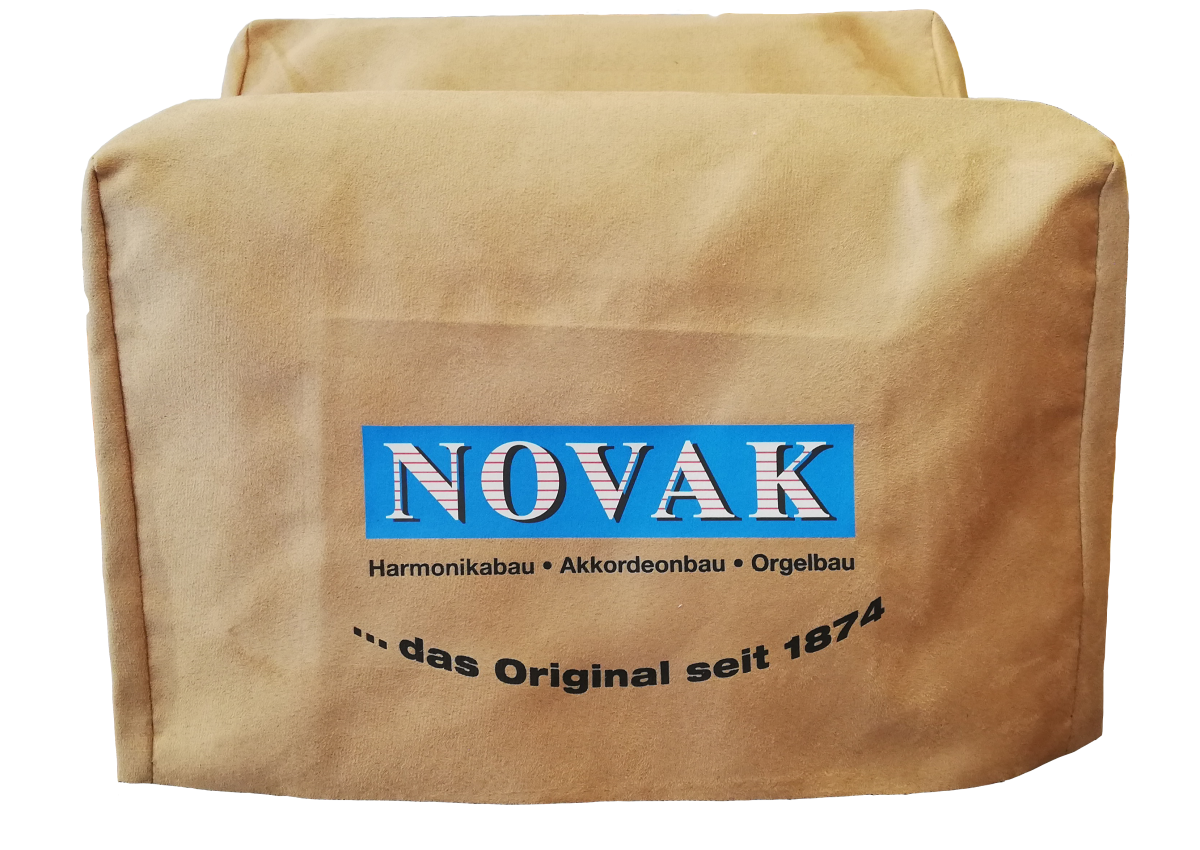 NOVAK
Harmonikabau • Akkordeonbau • Orgelbau
... das Original seit 1874